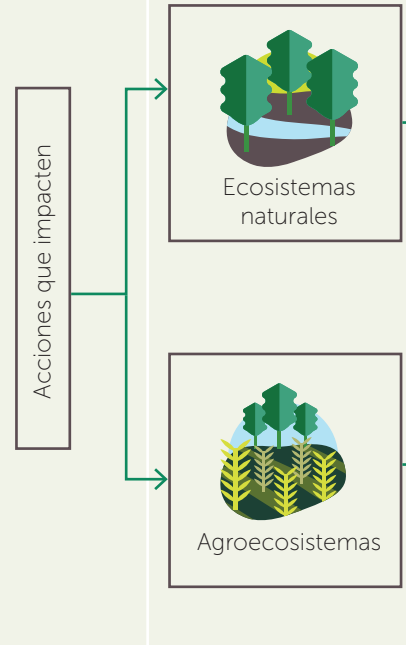 Acciones que impacten
Ecosistemas
naturales
Agroecosistemas